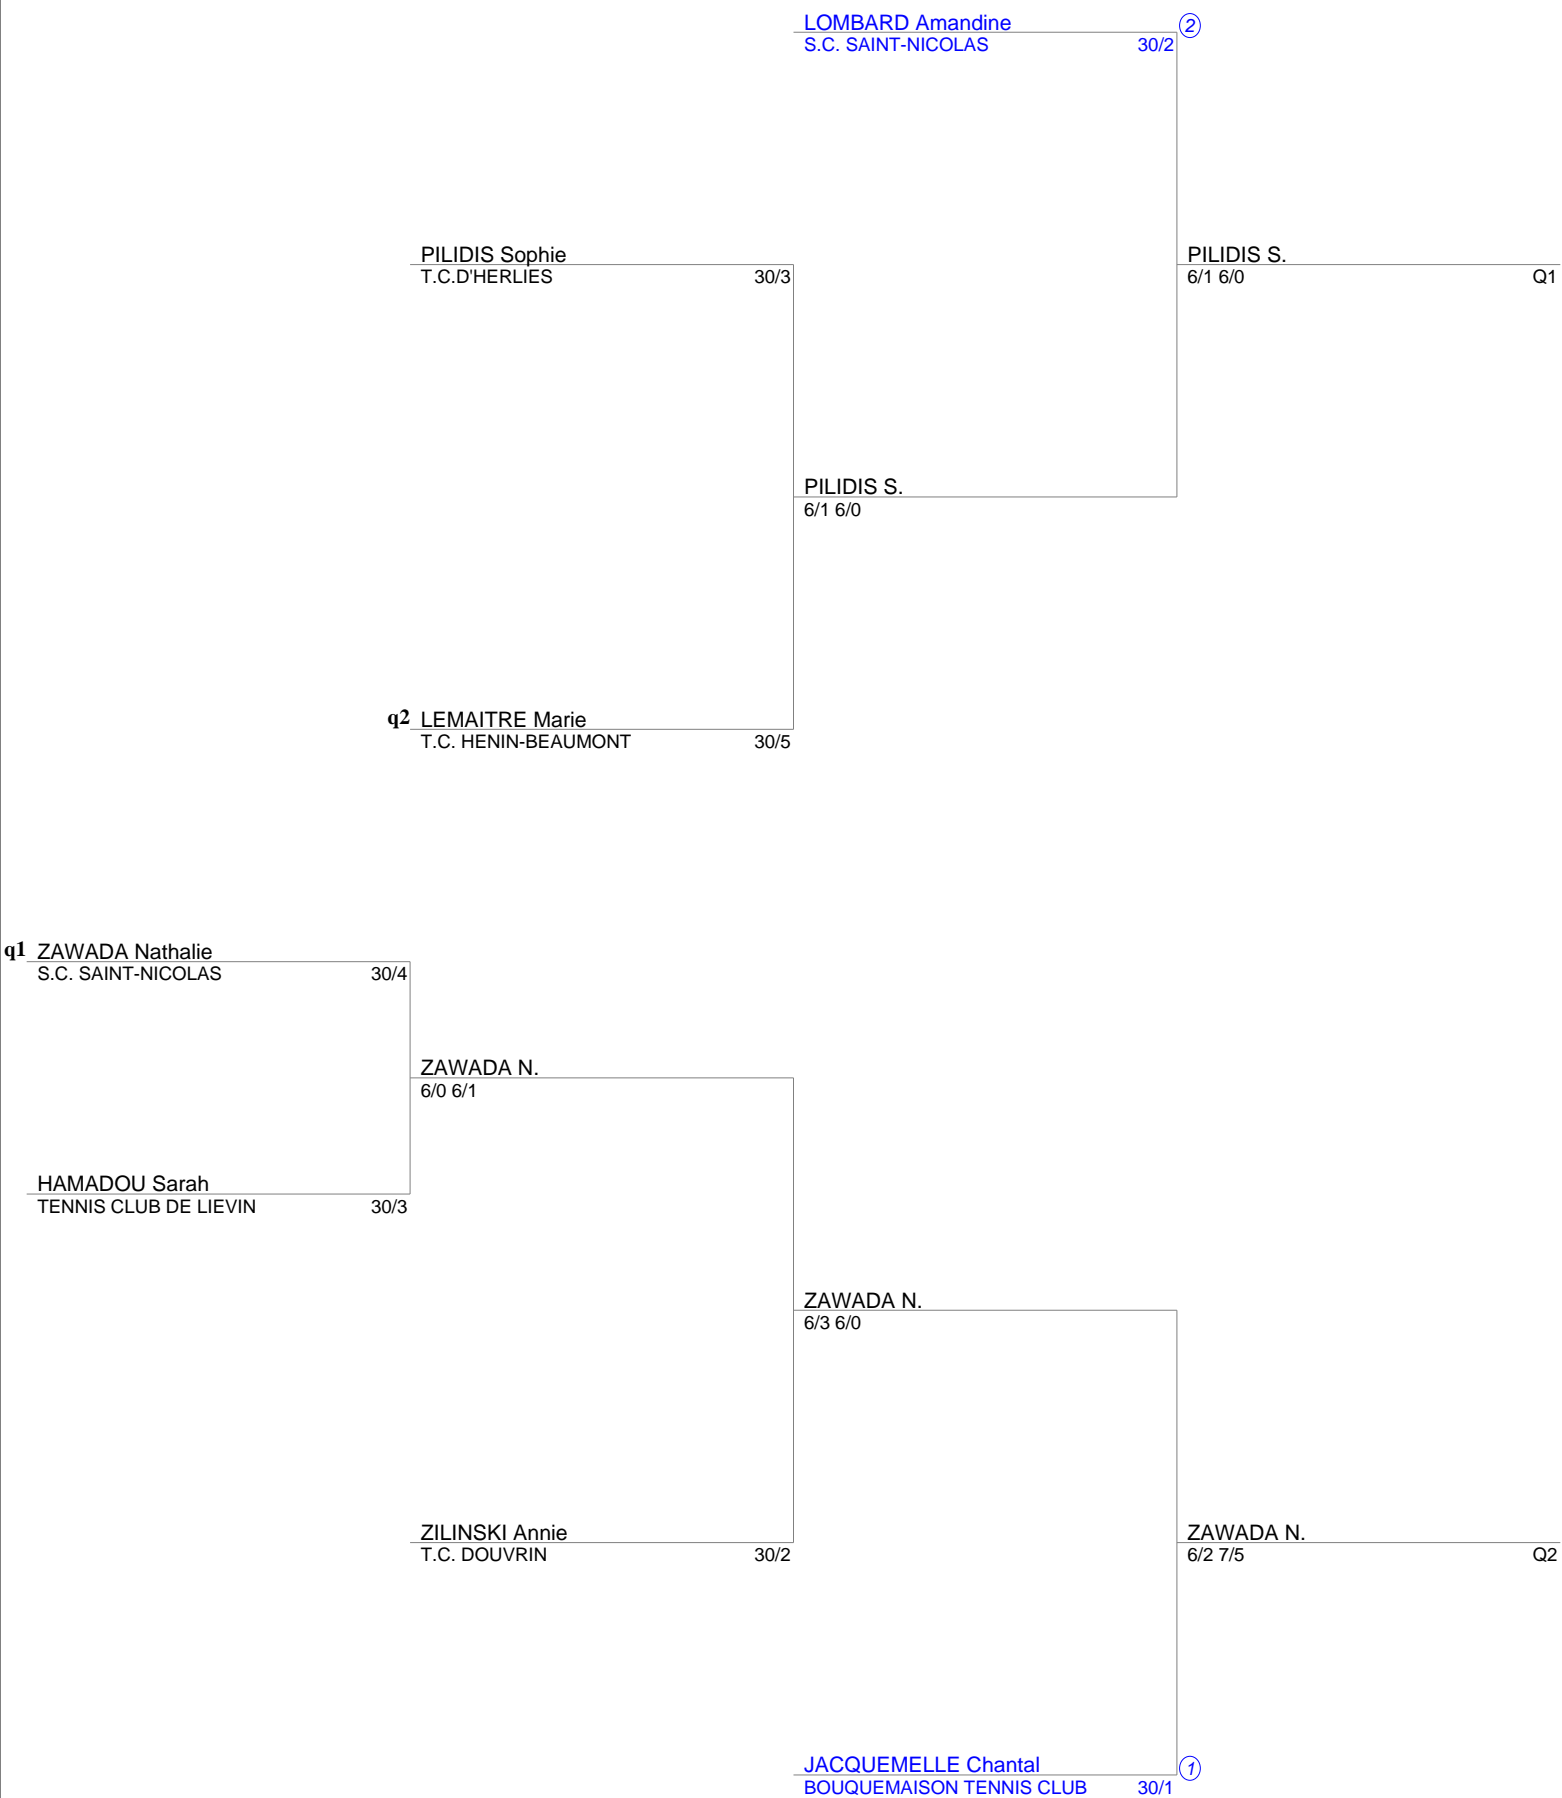 LOMBARD Amandine 2
S.C. SAINT-NICOLAS 30/2
PILIDIS Sophie
T.C.D'HERLIES 30/3
PILIDIS S.
6/1 6/0 Q1
PILIDIS S.
6/1 6/0
q2 LEMAITRE Marie
T.C. HENIN-BEAUMONT 30/5
q1 ZAWADA Nathalie
S.C. SAINT-NICOLAS 30/4
ZAWADA N.
6/0 6/1
HAMADOU Sarah
TENNIS CLUB DE LIEVIN 30/3
ZAWADA N.
6/3 6/0
ZILINSKI Annie
T.C. DOUVRIN 30/2
ZAWADA N.
6/2 7/5 Q2
JACQUEMELLE Chantal 1
BOUQUEMAISON TENNIS CLUB 30/1